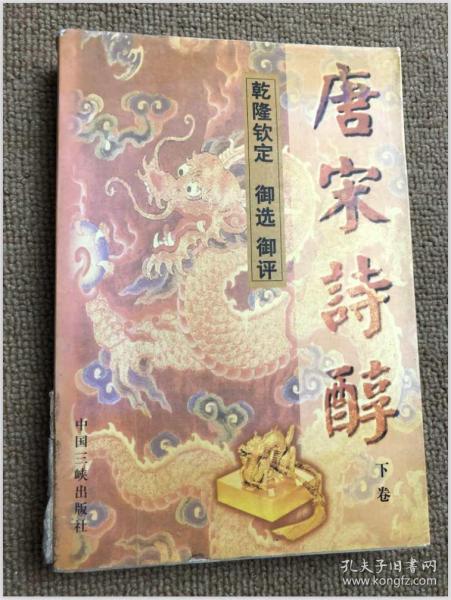 唐宋詩醇
下卷
乾隆钦定 御选 御评
中国三峡出版社
孔夫子旧书网
www.kongfz.com